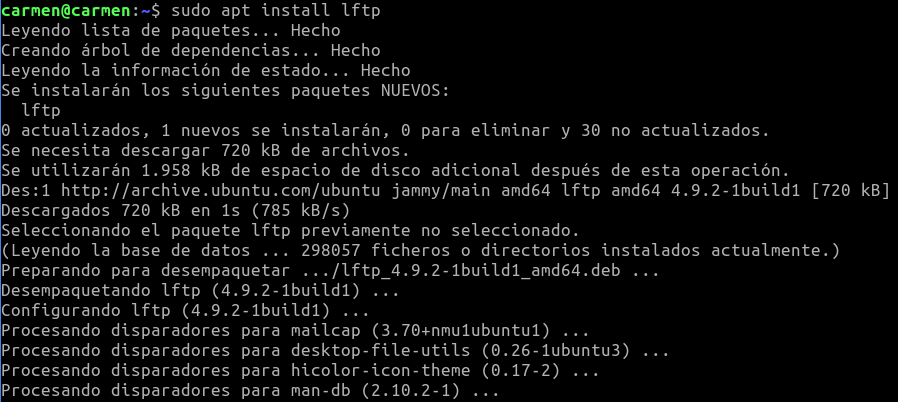 carmen@carmen:~$ sudo apt install lftp
Leyendo lista de paquetes... Hecho
Creando árbol de dependencias... Hecho
Leyendo la información de estado... Hecho
Se instalarán los siguientes paquetes NUEVOS:
  lftp
0 actualizados, 1 nuevos se instalarán, 0 para eliminar y 30 no actualizados.
Se necesita descargar 720 kB de archivos.
Se utilizarán 1.958 kB de espacio de disco adicional después de esta operación.
Des:1 http://archive.ubuntu.com/ubuntu jammy/main amd64 lftp amd64 4.9.2-1build1 [720 kB]
Descargados 720 kB en 1s (785 kB/s)
Seleccionando el paquete lftp previamente no seleccionado.
(Leyendo la base de datos ... 298057 ficheros o directorios instalados actualmente.)
Preparando para desempaquetar .../lftp_4.9.2-1build1_amd64.deb ...
Desempaquetando lftp (4.9.2-1build1) ...
Configurando lftp (4.9.2-1build1) ...
Procesando disparadores para mailcap (3.70+nmu1ubuntu1) ...
Procesando disparadores para desktop-file-utils (0.26-1ubuntu3) ...
Procesando disparadores para hicolor-icon-theme (0.17-2) ...
Procesando disparadores para man-db (2.10.2-1) ...